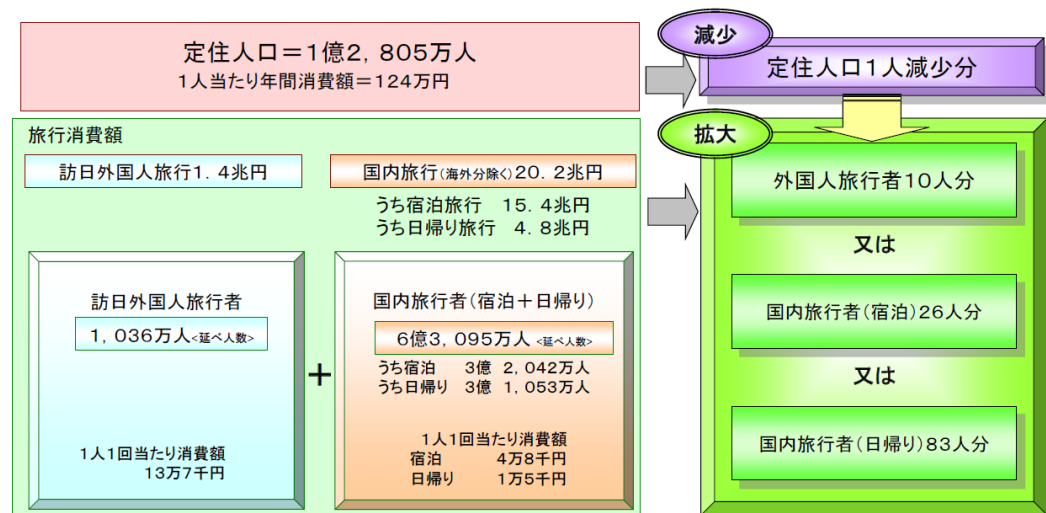 定住人口＝1億2，805万人
1人当たり年間消費額＝124万円
減少
定住人口1人減少分
旅行消費額
訪日外国人旅行1．4兆円
国内旅行(海外分除く)20．2兆円
うち宿泊旅行　15．4兆円
うち日帰り旅行　4．8兆円
訪日外国人旅行者
1，036万人<延べ人数>
1人1回当たり消費額
13万7千円
＋
国内旅行者(宿泊＋日帰り)
6億3，095万人 <延べ人数>
うち宿泊　3億 2，042万人
うち日帰り　3億 1，053万人
1人1回当たり消費額
宿泊　4万8千円
日帰り　1万5千円
拡大
外国人旅行者10人分
又は
国内旅行者(宿泊)26人分
又は
国内旅行者(日帰り)83人分